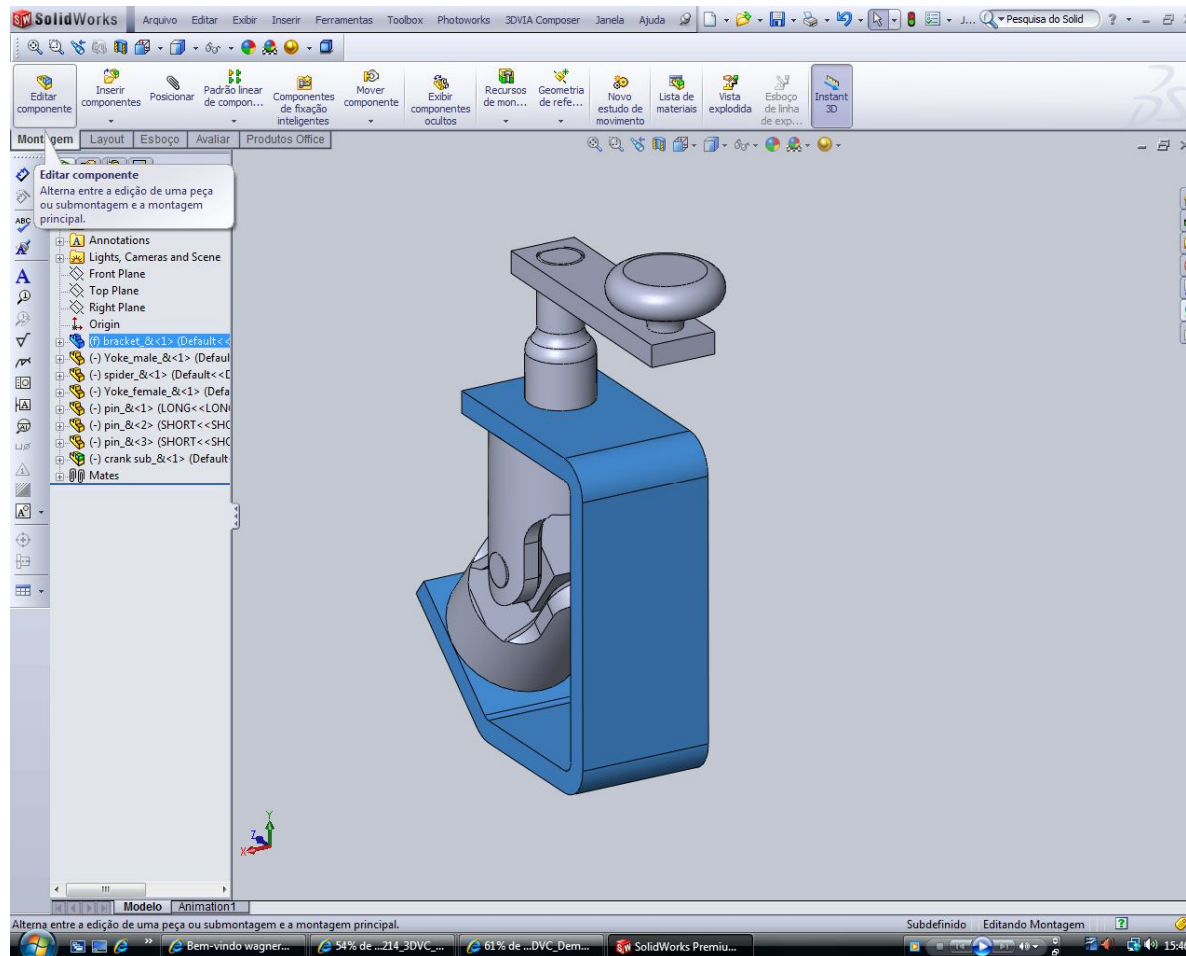 SolidWorks Arquivo Editar Exibir Inserir Ferramentas Toolbox Photoworks 3DVIA Composer Janela Ajuda J... Pesquisa do Solid ?
Editar componente
Inserir componentes
Posicionar
Padrão linear de compon...
Componentes de fixação inteligentes
Mover componente
Exibir componentes ocultos
Recursos de mon...
Geometria de refe...
Novo estudo de movimento
Lista de materiais
Vista explodida
Esboço de linha de exp...
Instant 3D
Montagem Layout Esboço Avaliar Produtos Office
Editar componente
Alterna entre a edição de uma peça
ou submontagem e a montagem
principal.
Annotations
Lights, Cameras and Scene
Front Plane
Top Plane
Right Plane
Origin
(f) bracket_&<1> (Default<<
(-) Yoke_male_&<1> (Defaul
(-) spider_&<1> (Default<<D
(-) Yoke_female_&<1> (Defa
(-) pin_&<1> (LONG<<LON
(-) pin_&<2> (SHORT<<SHO
(-) pin_&<3> (SHORT<<SHO
(-) crank sub_&<1> (Default
Mates
Y
Z
X
Modelo Animation1
Alterna entre a edição de uma peça ou submontagem e a montagem principal. Subdefinido Editando Montagem
Bem-vindo wagner... 54% de ...214_3DVC_... 61% de ...DVC_Dem... SolidWorks Premiu... 15:46